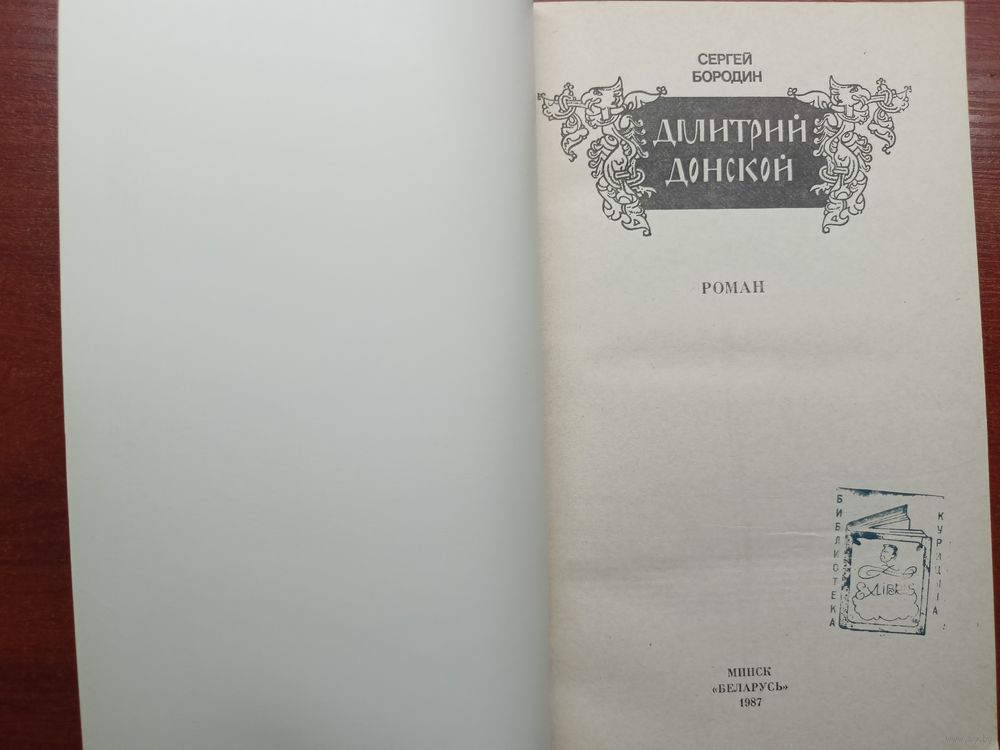 СЕРГЕЙ
БОРОДИН
ДМИТРИЙ
ДОНСКОЙ
РОМАН
БИБЛИОТЕКА
EXLIBRIS
МИНСК
«БЕЛАРУСЬ»
1987